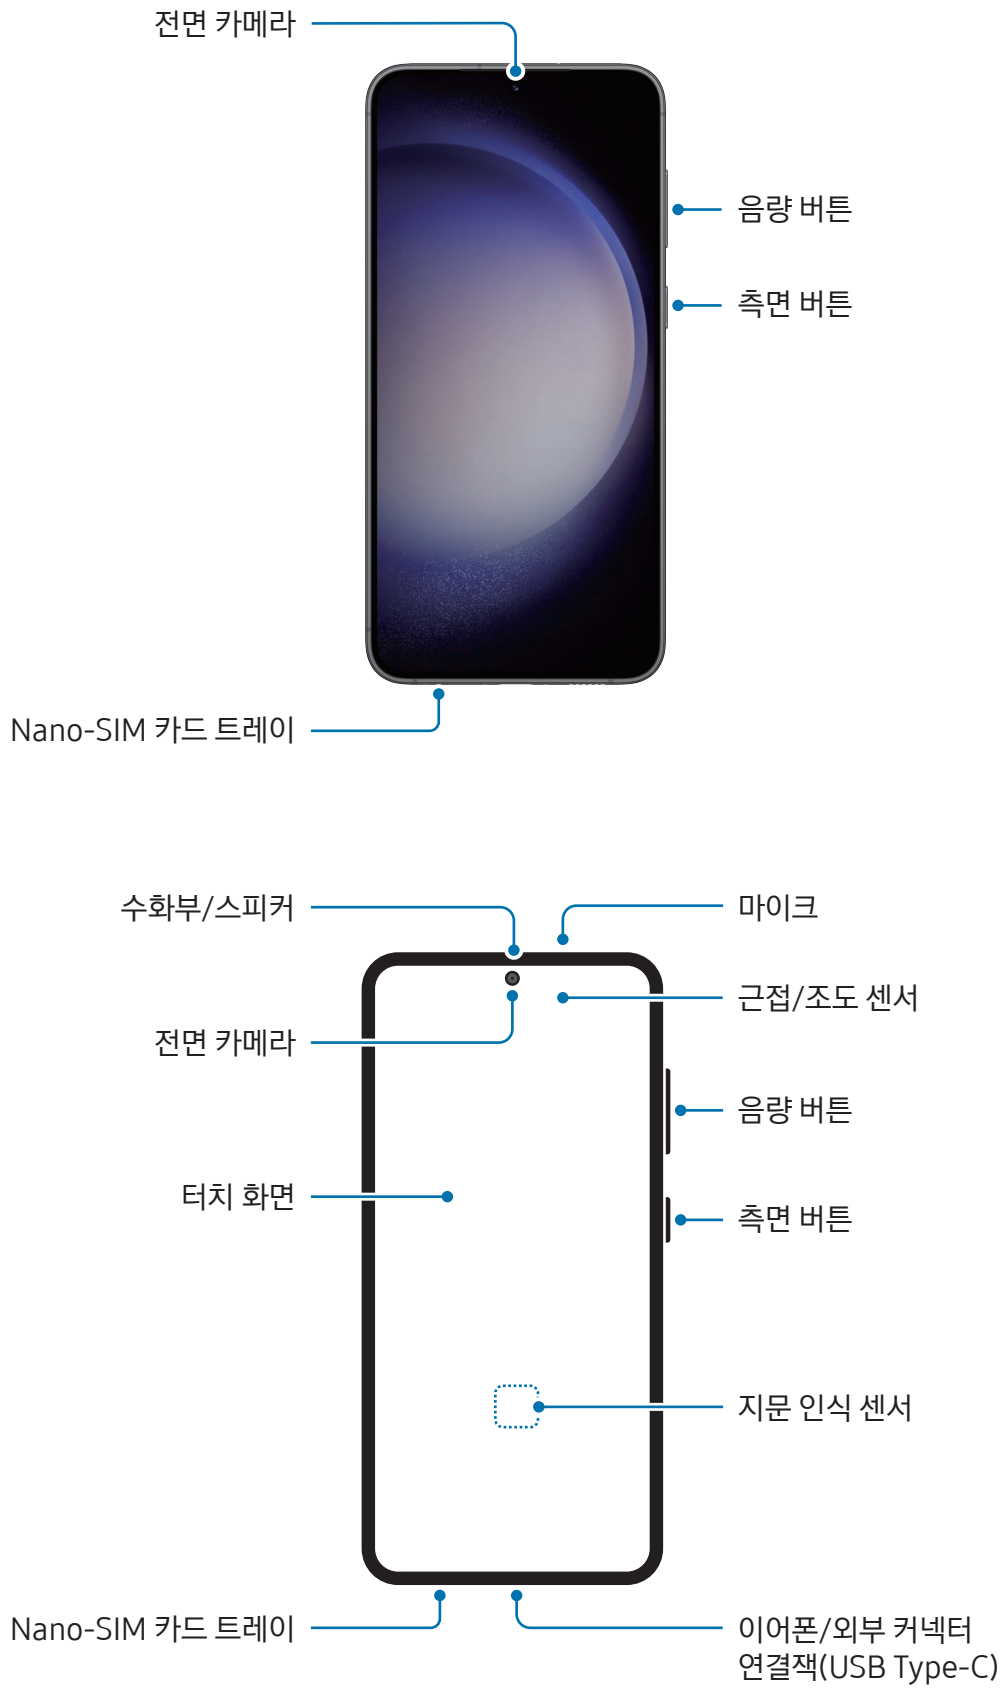 전면 카메라
음량 버튼
측면 버튼
Nano-SIM 카드 트레이
수화부/스피커
마이크
근접/조도 센서
전면 카메라
음량 버튼
터치 화면
측면 버튼
지문 인식 센서
Nano-SIM 카드 트레이
이어폰/외부 커넥터
연결잭(USB Type-C)